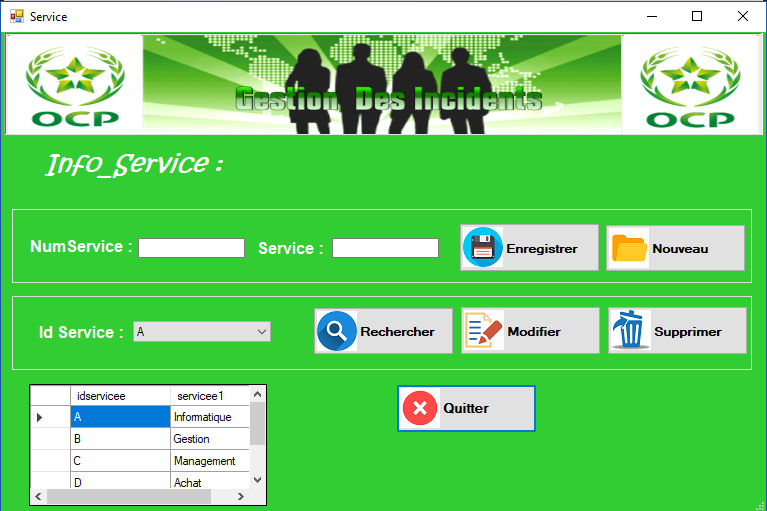 Service
OCP
Gestion Des Incidents
OCP
Info_Service :
NumService :
Service :
Enregistrer
Nouveau
Id Service :
A
Rechercher
Modifier
Supprimer
idservicee servicee1
A Informatique
B Gestion
C Management
D Achat
Quitter